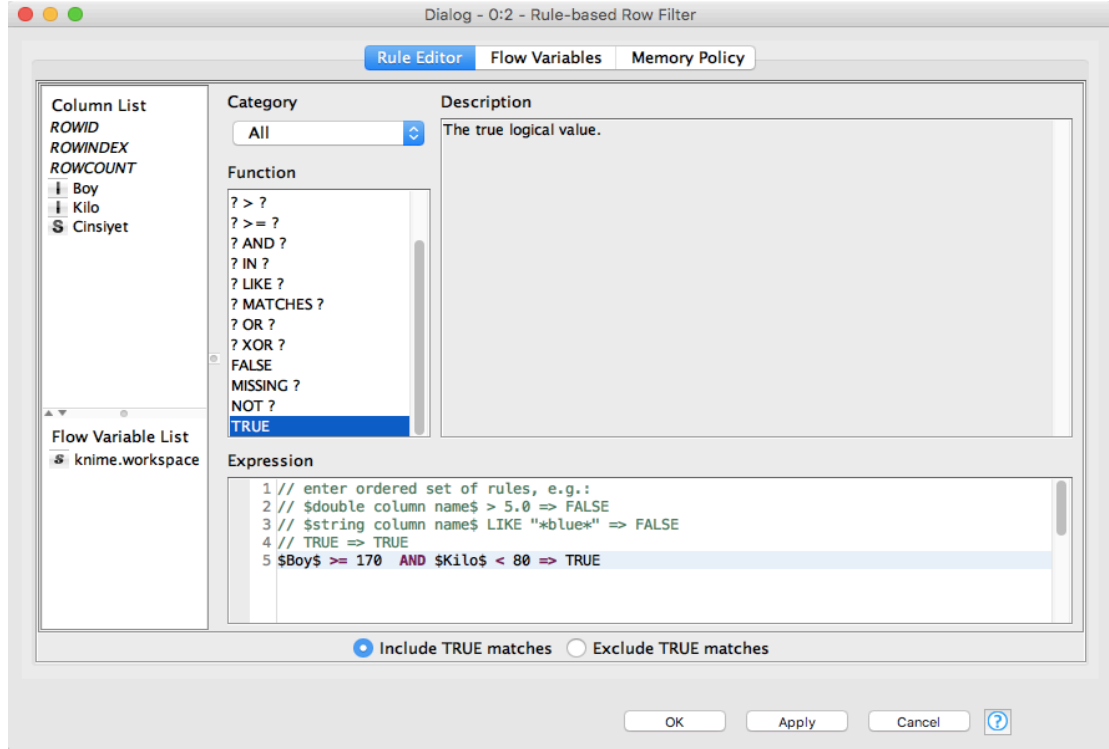 Dialog - 0:2 - Rule-based Row Filter
Rule Editor Flow Variables Memory Policy
Column List
ROWID
ROWINDEX
ROWCOUNT
I Boy
I Kilo
S Cinsiyet
Flow Variable List
s knime.workspace
Category
All
Function
? > ?
? >= ?
? AND ?
? IN ?
? LIKE ?
? MATCHES ?
? OR ?
? XOR ?
FALSE
MISSING ?
NOT ?
TRUE
Description
The true logical value.
Expression
1 // enter ordered set of rules, e.g.:
2 // $double column name$ > 5.0 => FALSE
3 // $string column name$ LIKE "*blue*" => FALSE
4 // TRUE => TRUE
5 $Boy$ >= 170  AND $Kilo$ < 80 => TRUE
Include TRUE matches Exclude TRUE matches
OK Apply Cancel ?